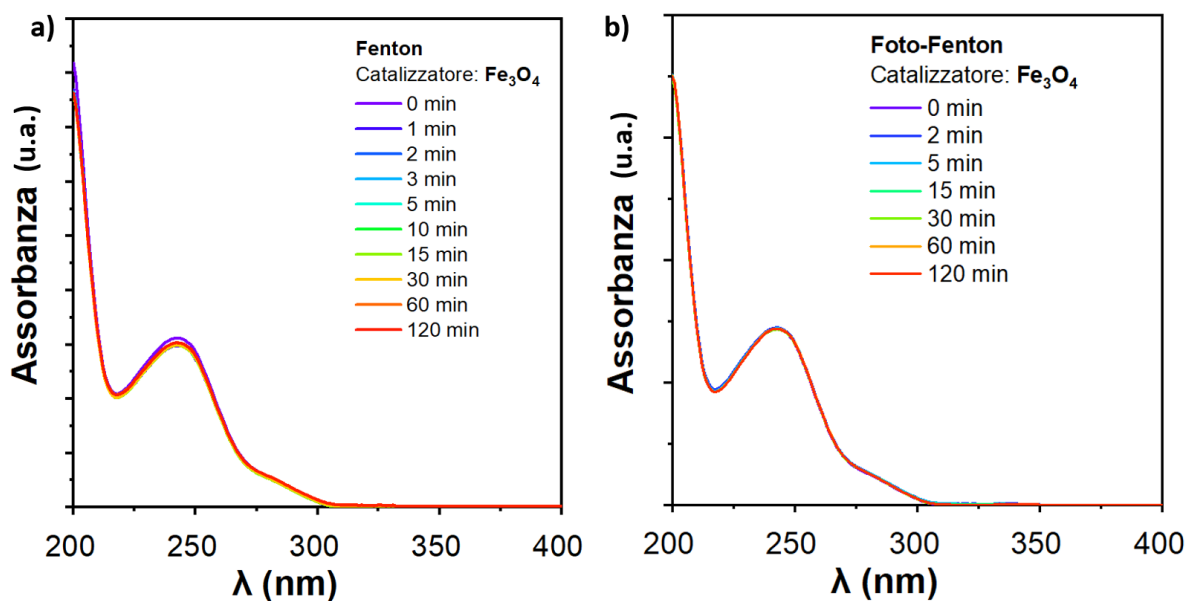 a)
Fenton
Catalizzatore: Fe₃O₄
0 min
1 min
2 min
3 min
5 min
10 min
15 min
30 min
60 min
120 min
Assorbanza (u.a.)
200 250 300 350 400
λ (nm)
b)
Foto-Fenton
Catalizzatore: Fe₃O₄
0 min
2 min
5 min
15 min
30 min
60 min
120 min
Assorbanza (u.a.)
200 250 300 350 400
λ (nm)